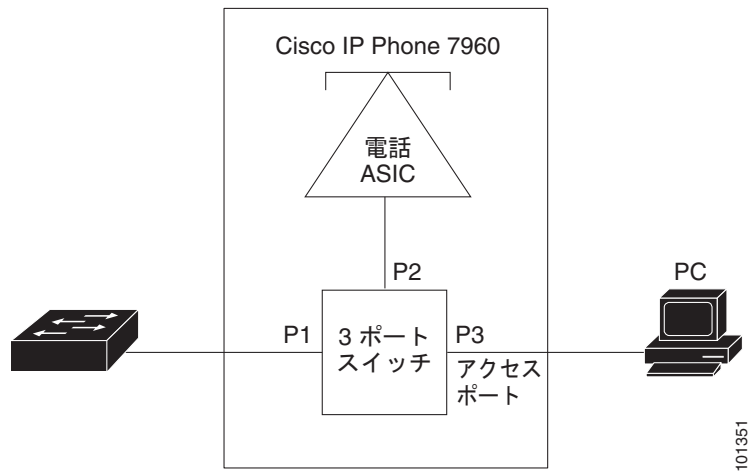 Cisco IP Phone 7960
電話
ASIC
P2
PC
P1
3 ポート
スイッチ
P3
アクセス
ポート
101351